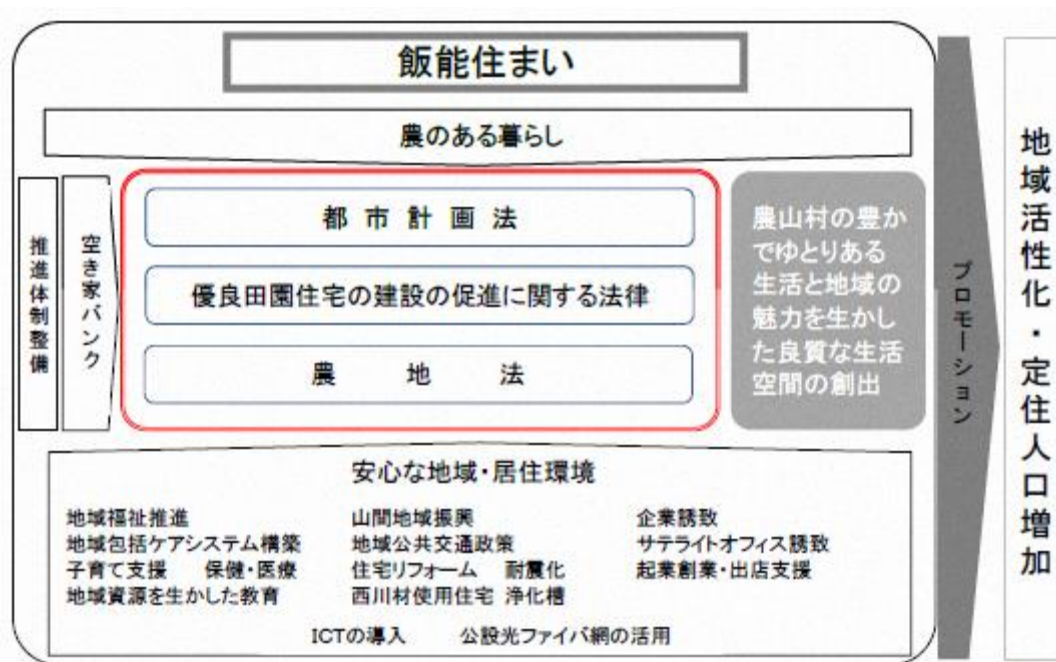 飯能住まい
農のある暮らし
推進体制整備
空き家バンク
都市計画法
優良田園住宅の建設の促進に関する法律
農地法
農山村の豊か
でゆとりある
生活と地域の
魅力を生かし
た良質な生活
空間の創出
安心な地域・居住環境
地域福祉推進
地域包括ケアシステム構築
子育て支援 保健・医療
地域資源を生かした教育
山間地域振興
地域公共交通政策
住宅リフォーム 耐震化
西川材使用住宅 浄化槽
企業誘致
サテライトオフィス誘致
起業創業・出店支援
ICTの導入 公設光ファイバ網の活用
プロモーション
地域活性化・定住人口増加